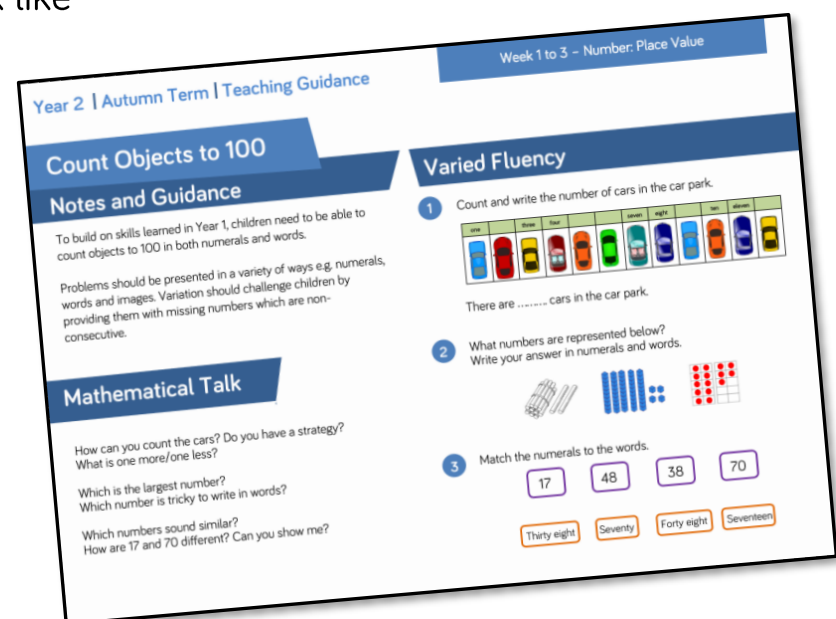 like
Year 2 | Autumn Term | Teaching Guidance
Week 1 to 3 – Number: Place Value
Count Objects to 100
Notes and Guidance
To build on skills learned in Year 1, children need to be able to
count objects to 100 in both numerals and words.
Problems should be presented in a variety of ways e.g. numerals,
words and images. Variation should challenge children by
providing them with missing numbers which are non-
consecutive.
Mathematical Talk
How can you count the cars? Do you have a strategy?
What is one more/one less?
Which is the largest number?
Which number is tricky to write in words?
Which numbers sound similar?
How are 17 and 70 different? Can you show me?
Varied Fluency
1 Count and write the number of cars in the car park.
one three four seven eight ten eleven
There are ......... cars in the car park.
2 What numbers are represented below?
Write your answer in numerals and words.
3 Match the numerals to the words.
17 48 38 70
Thirty eight Seventy Forty eight Seventeen